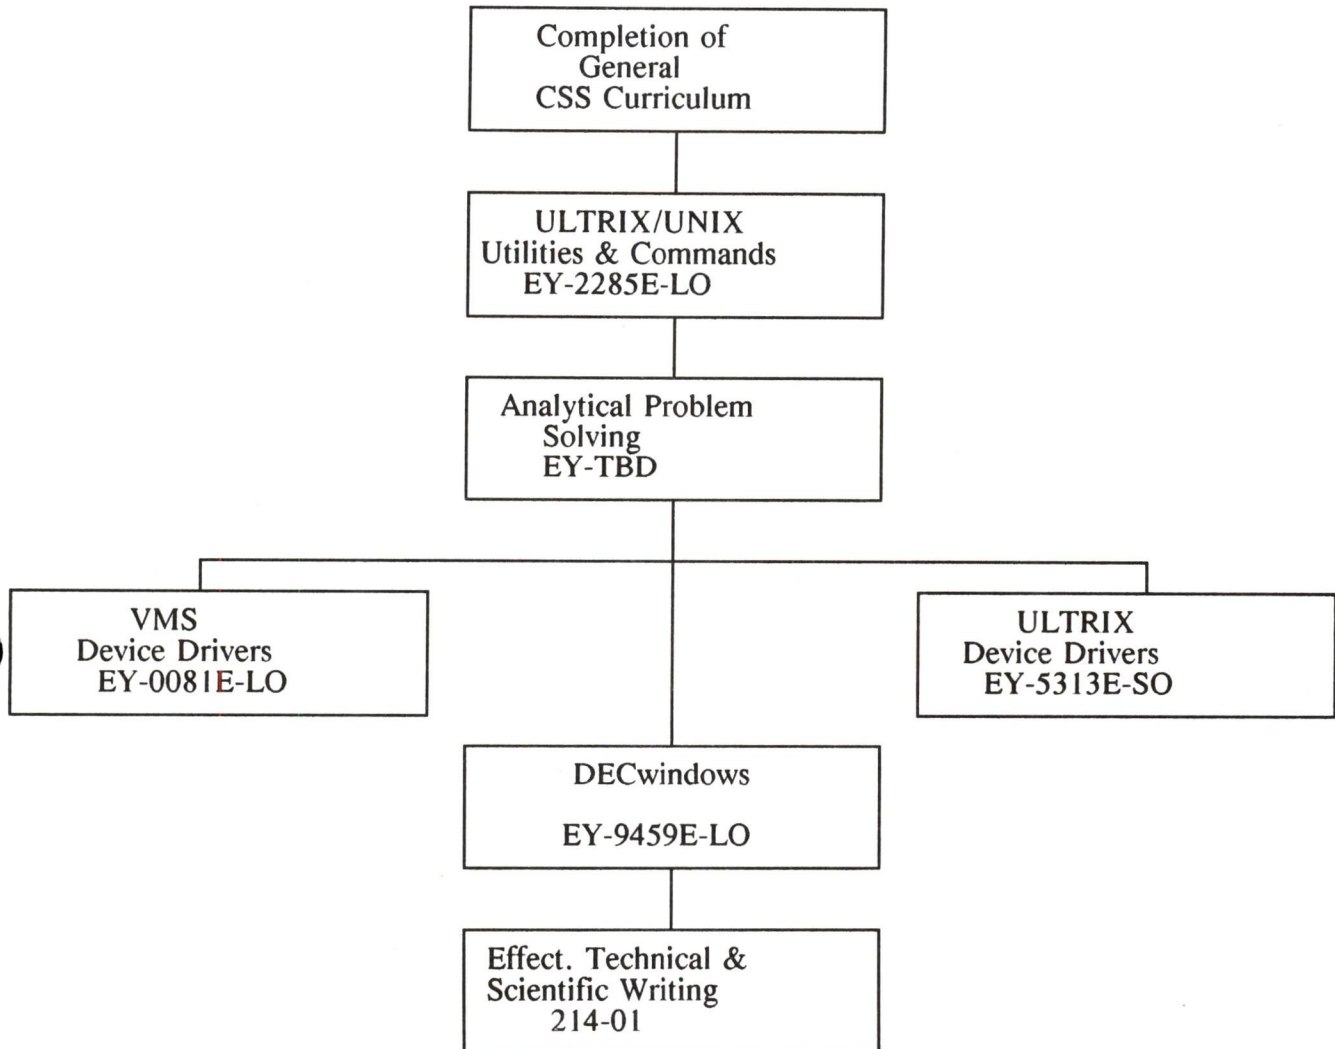 Completion of
General
CSS Curriculum
ULTRIX/UNIX
Utilities & Commands
EY-2285E-LO
Analytical Problem
Solving
EY-TBD
VMS
Device Drivers
EY-0081E-LO
ULTRIX
Device Drivers
EY-5313E-SO
DECwindows
EY-9459E-LO
Effect. Technical &
Scientific Writing
214-01